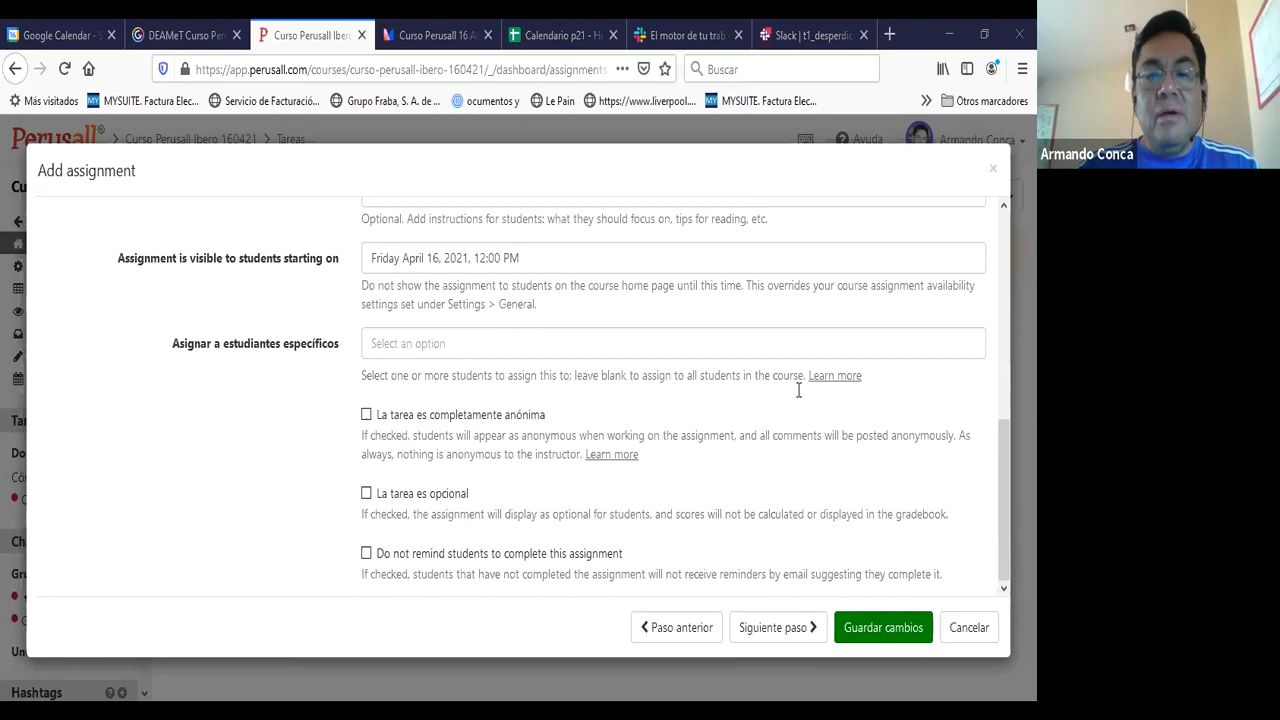 Google Calendar - S
DEAMeT Curso Per
Curso Perusall Ibero
Curso Perusall 16 A
Calendario p21 - Ho
El motor de tu trab
Slack | t1_desperdic
https://app.perusall.com/courses/curso-perusall-ibero-160421/_/dashboard/assignments
Buscar
Más visitados
MYSUITE. Factura Elec...
Servicio de Facturació...
Grupo Fraba, S. A. de ...
ocumentos y
Le Pain
https://www.liverpool....
MYSUITE. Factura Elec...
Otros marcadores
Perusall®
Curso Perusall Ibero 160421
Tareas
Ayuda
Armando Conca
Armando Conca
Add assignment
Optional. Add instructions for students: what they should focus on, tips for reading, etc.
Assignment is visible to students starting on
Friday April 16, 2021, 12:00 PM
Do not show the assignment to students on the course home page until this time. This overrides your course assignment availability
settings set under Settings > General.
Asignar a estudiantes específicos
Select an option
Select one or more students to assign this to; leave blank to assign to all students in the course. Learn more
La tarea es completamente anónima
If checked, students will appear as anonymous when working on the assignment, and all comments will be posted anonymously. As
always, nothing is anonymous to the instructor. Learn more
La tarea es opcional
If checked, the assignment will display as optional for students, and scores will not be calculated or displayed in the gradebook.
Do not remind students to complete this assignment
If checked, students that have not completed the assignment will not receive reminders by email suggesting they complete it.
Paso anterior
Siguiente paso
Guardar cambios
Cancelar
Hashtags